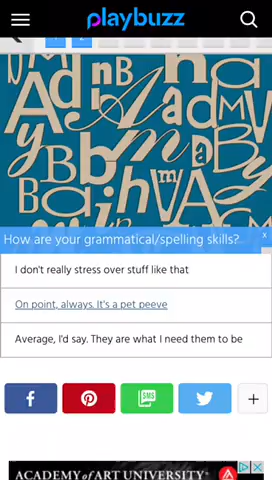 playbuzz
How are your grammatical/spelling skills?
x
I don't really stress over stuff like that
On point, always. It's a pet peeve
Average, I'd say. They are what I need them to be
SMS
+
ACADEMY of ART UNIVERSITY